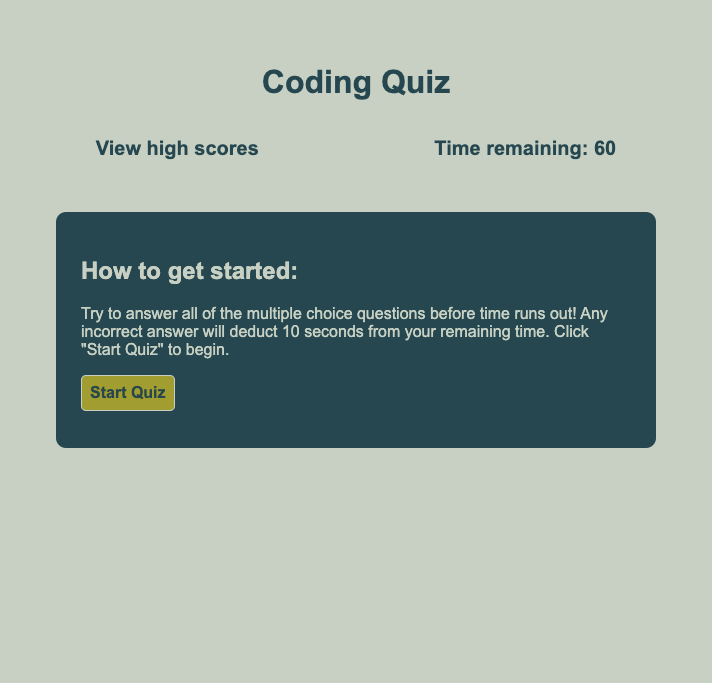 Coding Quiz
View high scores
Time remaining: 60
How to get started:
Try to answer all of the multiple choice questions before time runs out! Any
incorrect answer will deduct 10 seconds from your remaining time. Click
"Start Quiz" to begin.
Start Quiz